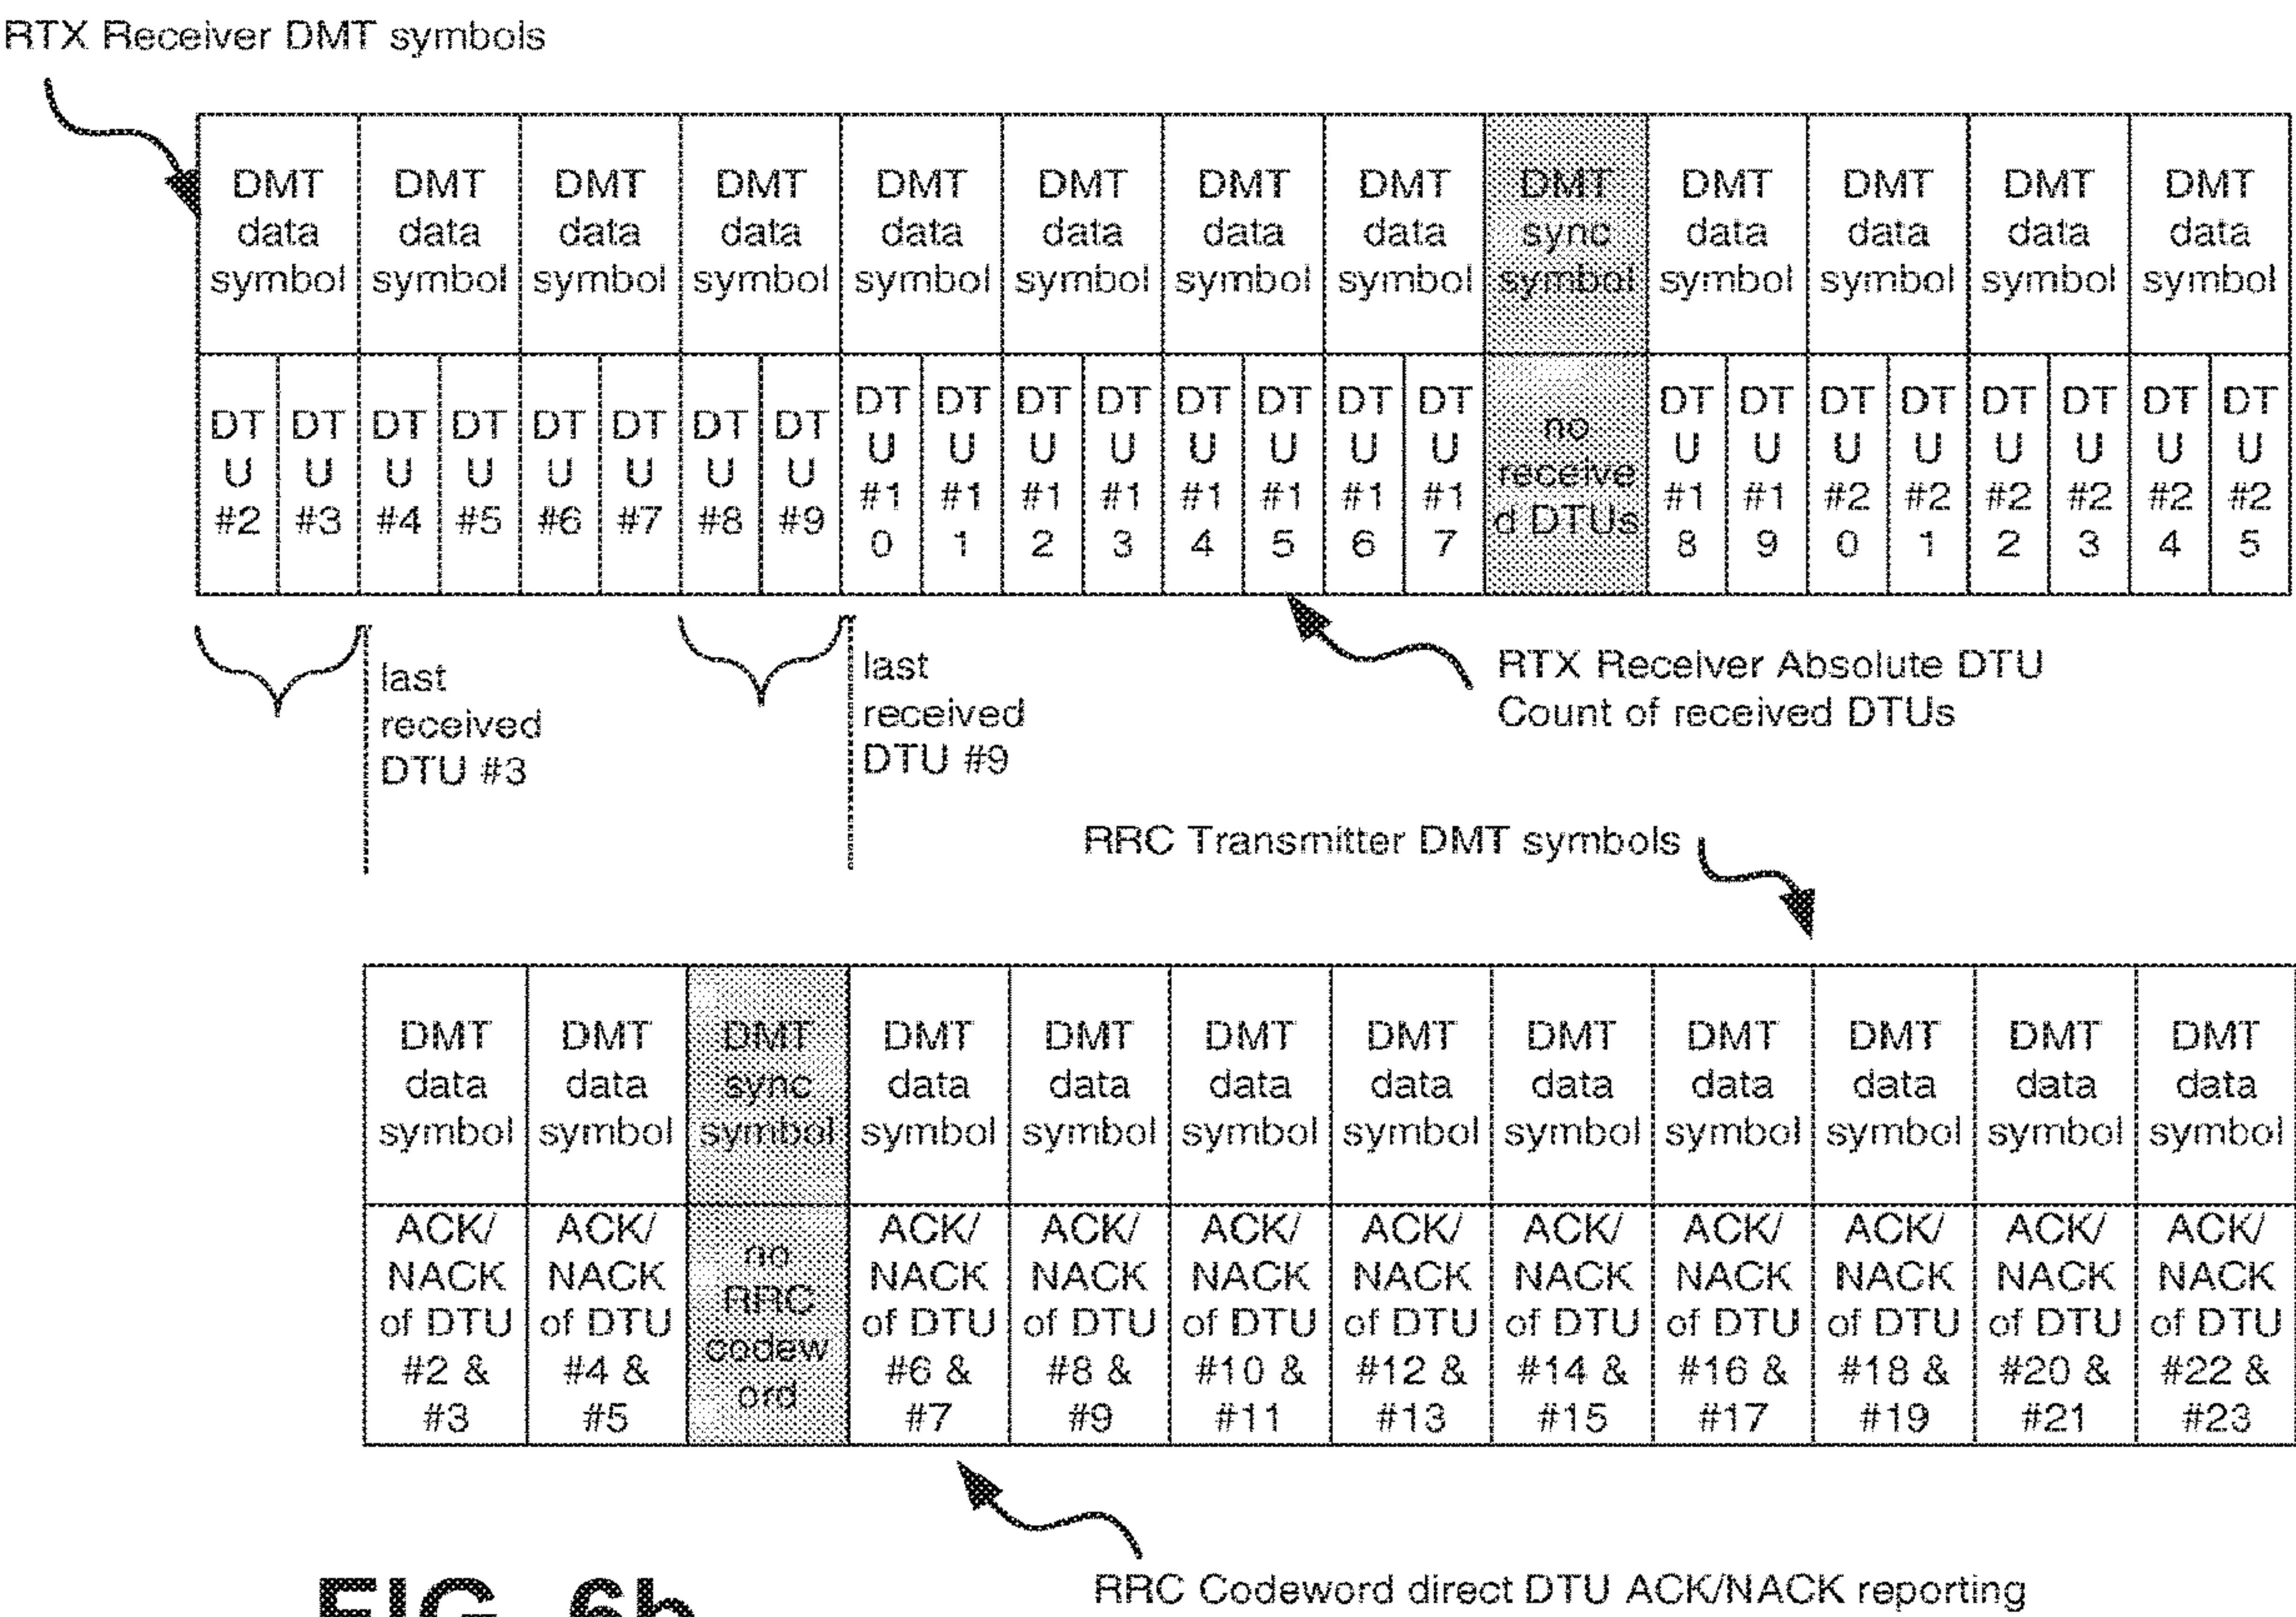 RTX Receiver DMT symbols
DMT data symbol
DMT data symbol
DMT data symbol
DMT data symbol
DMT data symbol
DMT data symbol
DMT data symbol
DMT data symbol
DMT sync symbol
DMT data symbol
DMT data symbol
DMT data symbol
DMT data symbol
DTU #2
DTU #3
DTU #4
DTU #5
DTU #6
DTU #7
DTU #8
DTU #9
DTU #10
DTU #11
DTU #12
DTU #13
DTU #14
DTU #15
DTU #16
DTU #17
no received DTUs
DTU #18
DTU #19
DTU #20
DTU #21
DTU #22
DTU #23
DTU #24
DTU #25
last
received
DTU #3
last
received
DTU #9
RTX Receiver Absolute DTU
Count of received DTUs
RRC Transmitter DMT symbols
DMT data symbol
DMT data symbol
DMT sync symbol
DMT data symbol
DMT data symbol
DMT data symbol
DMT data symbol
DMT data symbol
DMT data symbol
DMT data symbol
DMT data symbol
DMT data symbol
ACK/NACK of DTU #2 & #3
ACK/NACK of DTU #4 & #5
no RRC codeword
ACK/NACK of DTU #6 & #7
ACK/NACK of DTU #8 & #9
ACK/NACK of DTU #10 & #11
ACK/NACK of DTU #12 & #13
ACK/NACK of DTU #14 & #15
ACK/NACK of DTU #16 & #17
ACK/NACK of DTU #18 & #19
ACK/NACK of DTU #20 & #21
ACK/NACK of DTU #22 & #23
RRC Codeword direct DTU ACK/NACK reporting
FIG. 6b